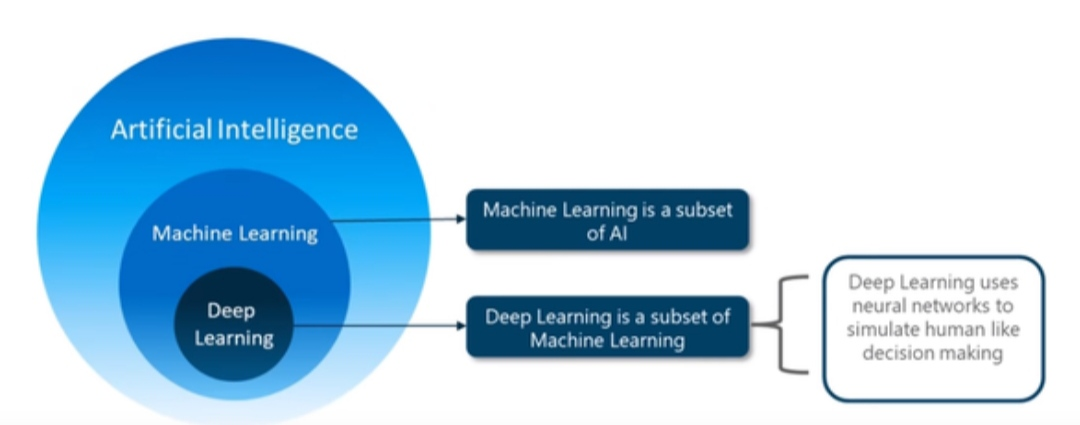 Artificial Intelligence
Machine Learning
Deep
Learning
Machine Learning is a subset
of AI
Deep Learning is a subset of
Machine Learning
Deep Learning uses
neural networks to
simulate human like
decision making